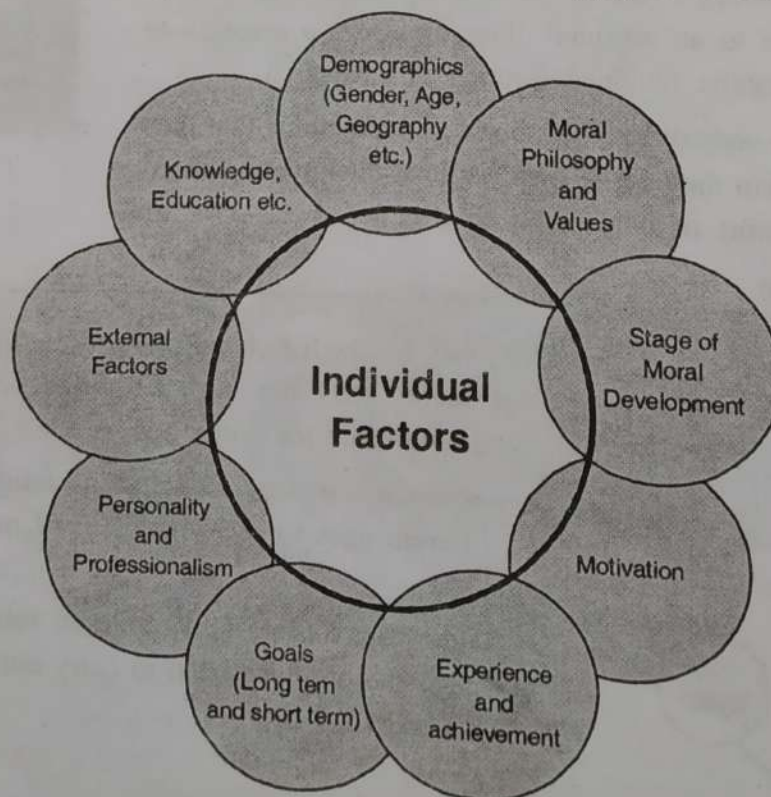 Demographics
(Gender, Age,
Geography
etc.)
Moral
Philosophy
and
Values
Stage of
Moral
Development
Motivation
Experience
and
achievement
Goals
(Long tem
and short term)
Personality
and
Professionalism
External
Factors
Knowledge,
Education etc.
Individual
Factors